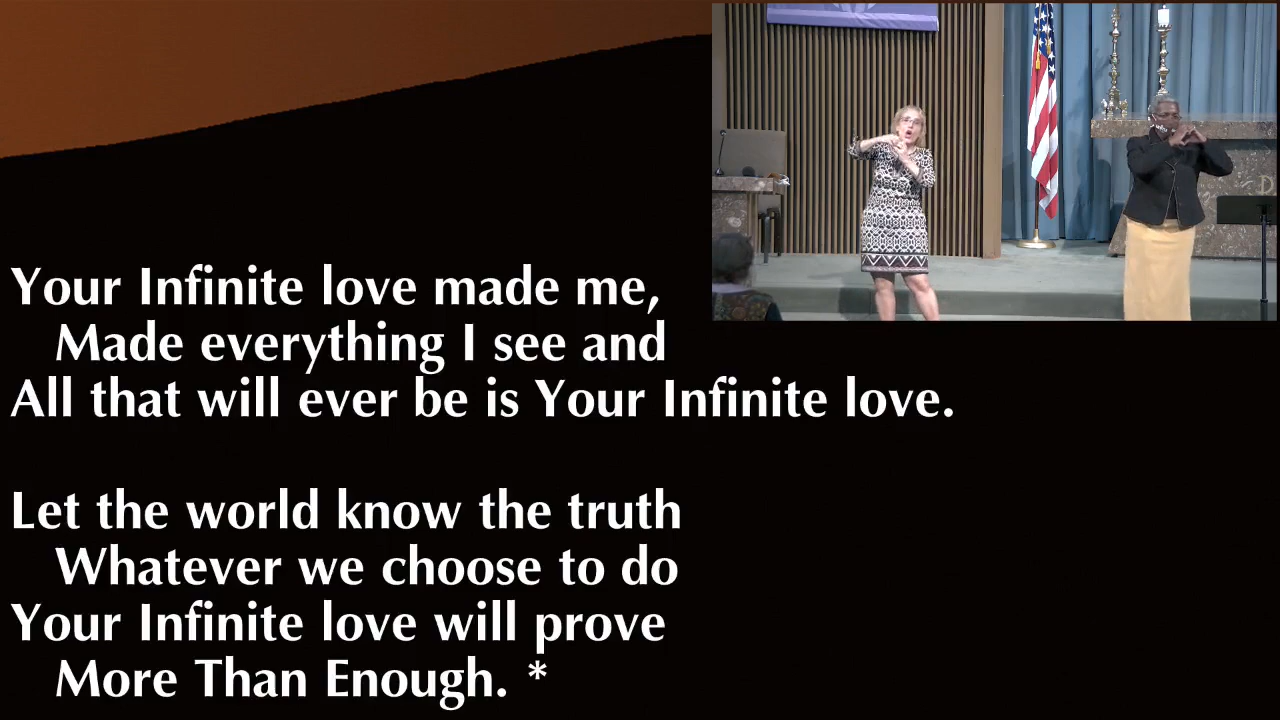 Your Infinite love made me,
Made everything I see and
All that will ever be is Your Infinite love.
Let the world know the truth
Whatever we choose to do
Your Infinite love will prove
More Than Enough. *